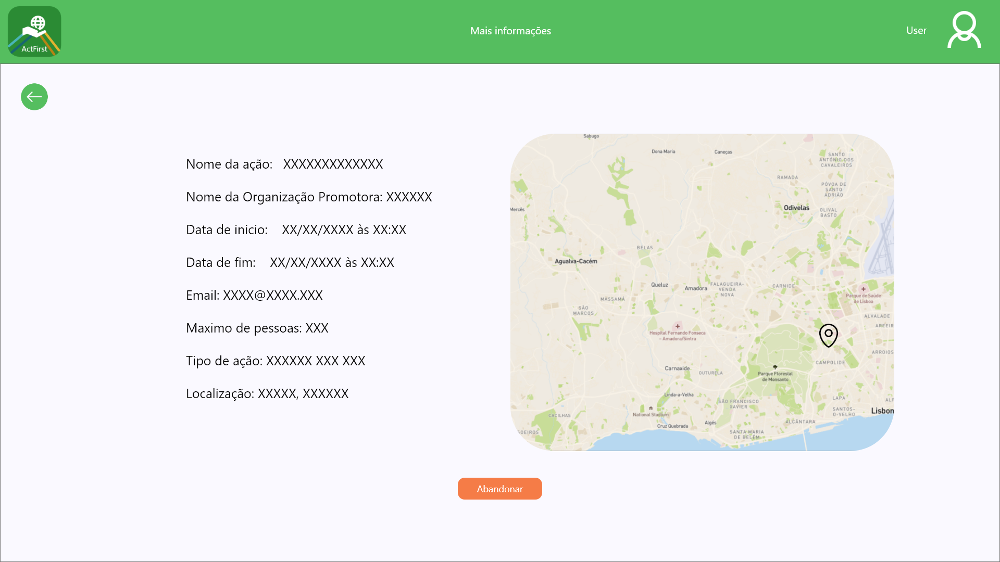 ActFirst
Mais informações
User
Nome da ação: XXXXXXXXXXXXX
Nome da Organização Promotora: XXXXXX
Data de inicio: XX/XX/XXXX às XX:XX
Data de fim: XX/XX/XXXX às XX:XX
Email: XXXX@XXXX.XXX
Maximo de pessoas: XXX
Tipo de ação: XXXXXX XXX XXX
Localização: XXXXX, XXXXXX
Sabugo
Dona Maria
Caneças
SANTO
ANTÓNIO DOS
CAVALEIROS
RAMADA
PÓVOA DE
SANTO
ADRIÃO
Mercês
Odivelas
OLIVAL
BASTO
BELAS
Agualva-Cacém
Queluz
Amadora
FALAGUEIRA-
VENDA
NOVA
CARNIDE
Parque de Saúde
de Lisboa
MASSAMÁ
SÃO
MARCOS
ALVALADE
AREEIR
Hospital Fernando Fonseca
– Amadora/Sintra
ARROIOS
CAMPOLIDE
Carnaxide
OUTURELA
Parque Florestal
de Monsanto
Linda-a-Velha
SÃO FRANCISCO
XAVIER
LAPA
ALF
National Stadium
SANTOS-
O-VELHO
Lisbon
CACILHAS
Cruz Quebrada
Algés
ALCÂNTARA
OEIROS
SANTA MARIA
DE BELÉM
Abandonar